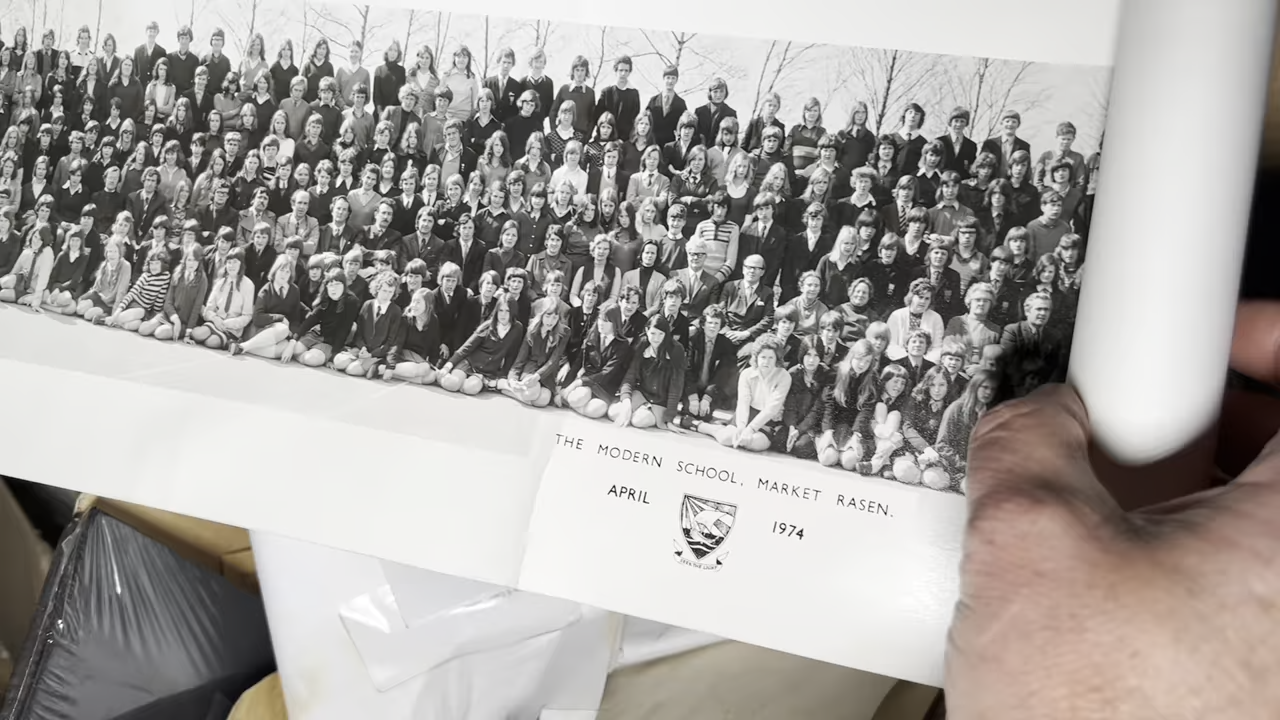 THE MODERN SCHOOL, MARKET RASEN.
APRIL 1974